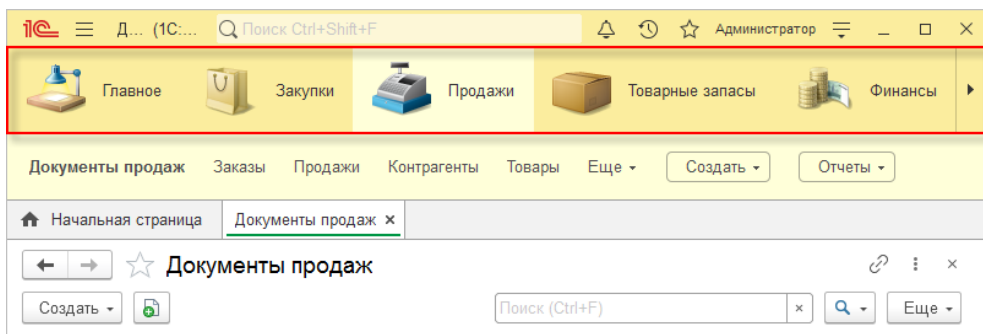 1С Д... (1С:... Поиск Ctrl+Shift+F Администратор
Главное Закупки Продажи Товарные запасы Финансы
Документы продаж Заказы Продажи Контрагенты Товары Еще Создать Отчеты
Начальная страница Документы продаж
Документы продаж
Создать Поиск (Ctrl+F) Еще